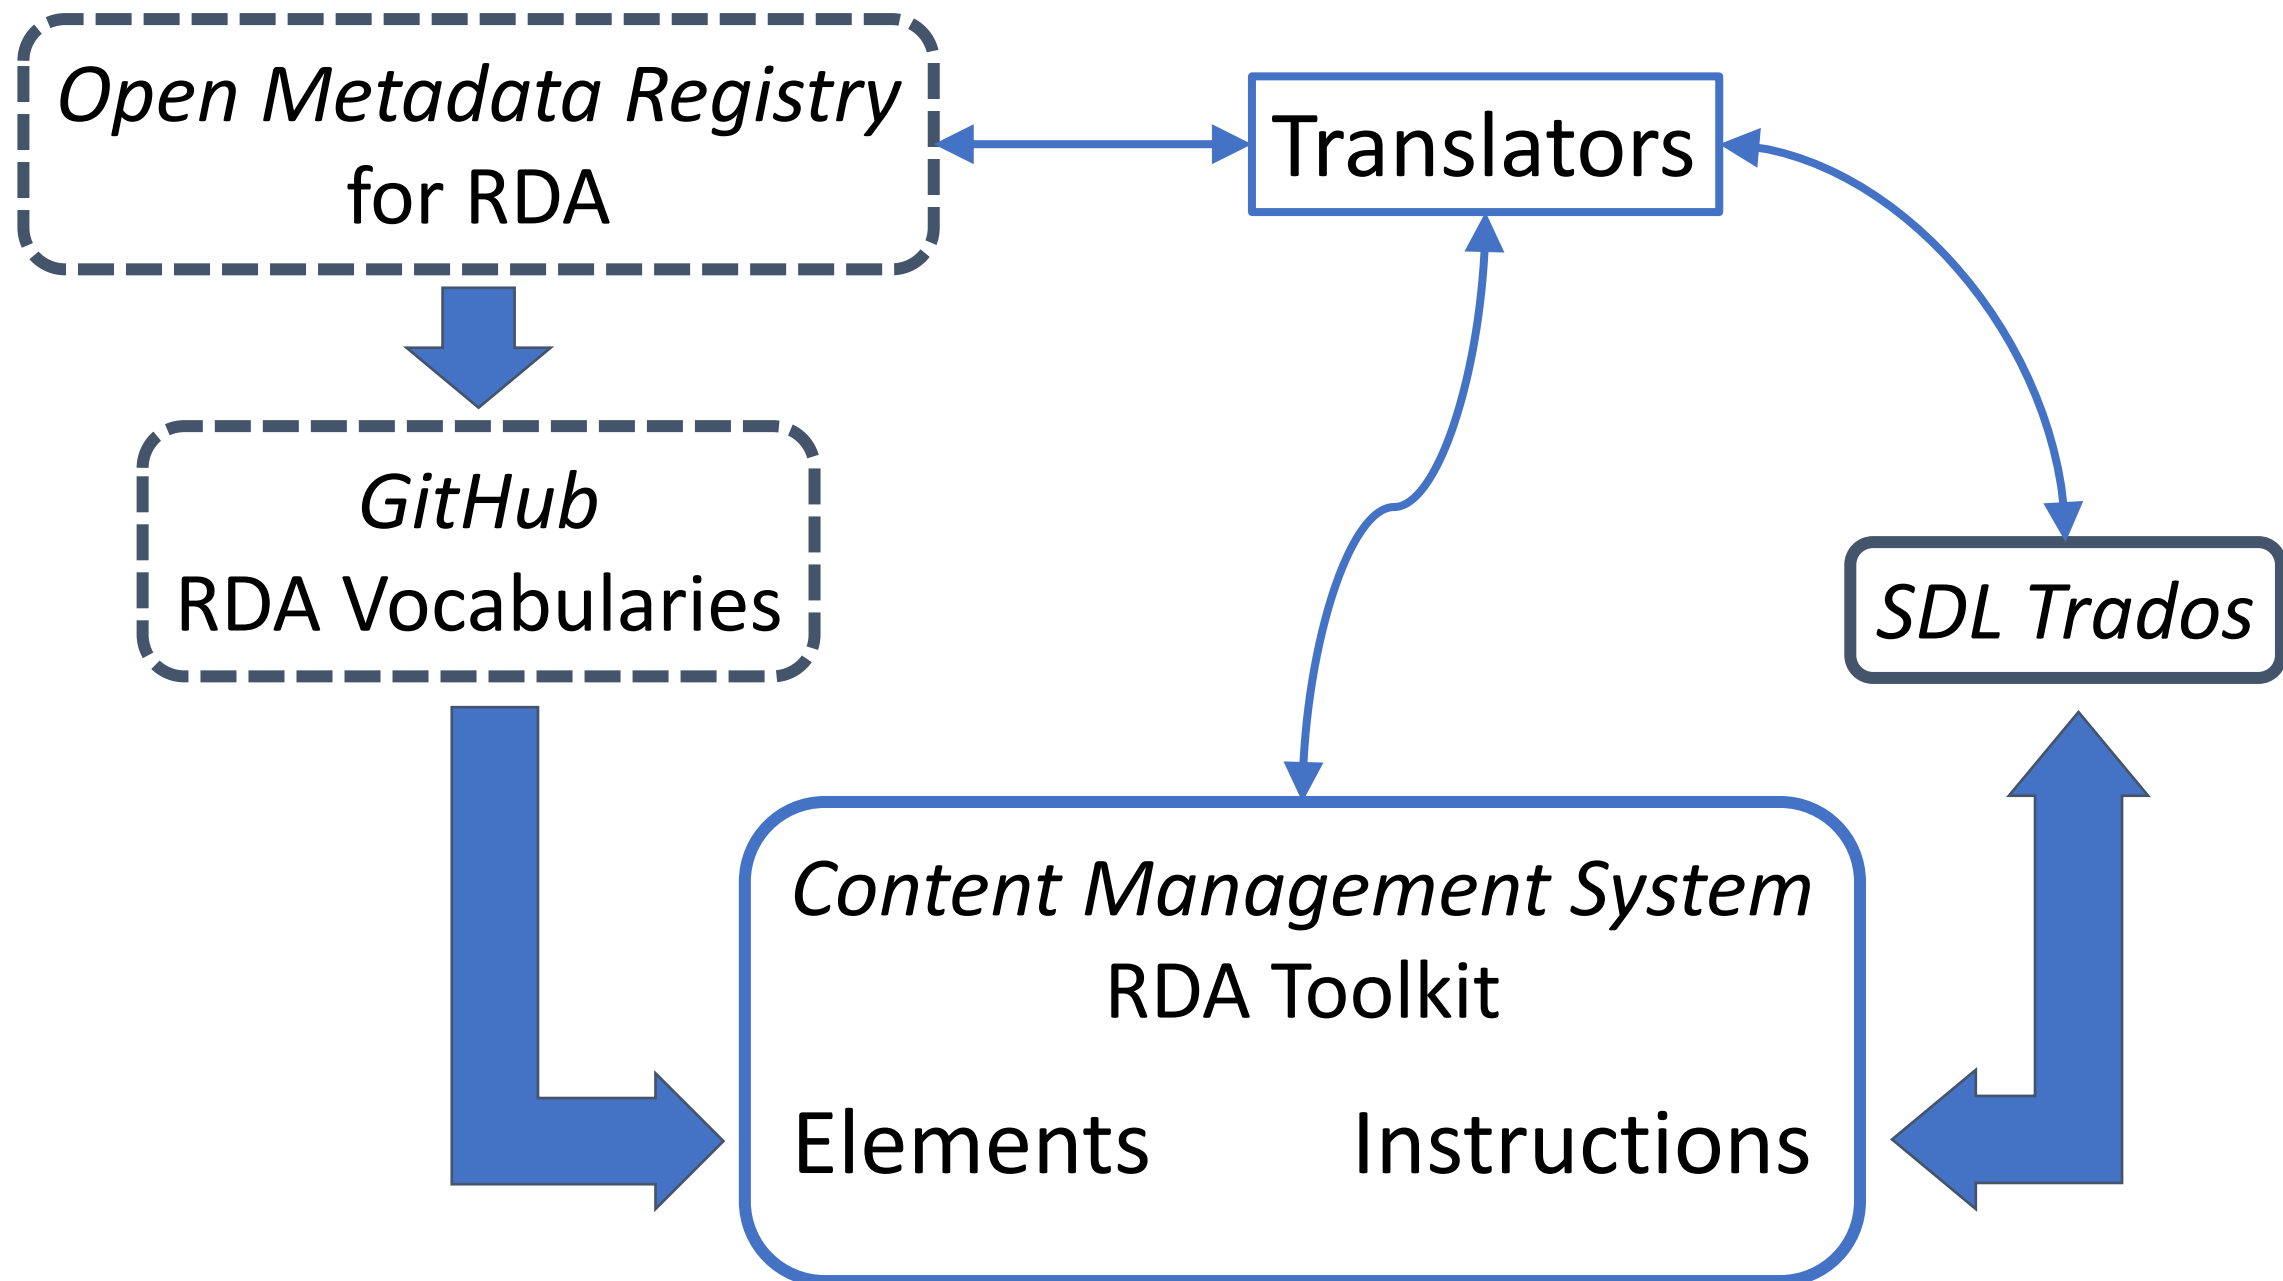 Open Metadata Registry
for RDA
Translators
GitHub
RDA Vocabularies
SDL Trados
Content Management System
RDA Toolkit
Elements
Instructions